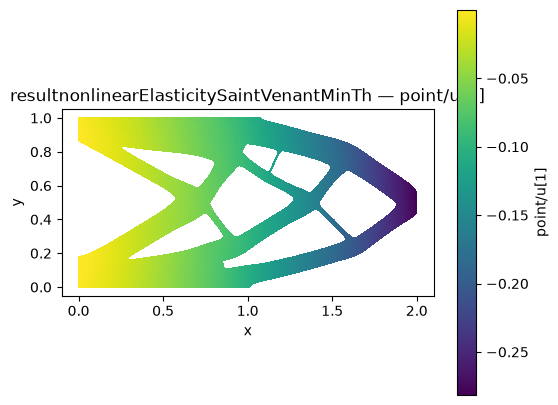 resultnonlinearElasticitySaintVenantMinTh — point/u[1]
1.0
0.8
0.6
0.4
0.2
0.0
y
0.0 0.5 1.0 1.5 2.0
x
−0.05
−0.10
−0.15
−0.20
−0.25
point/u[1]